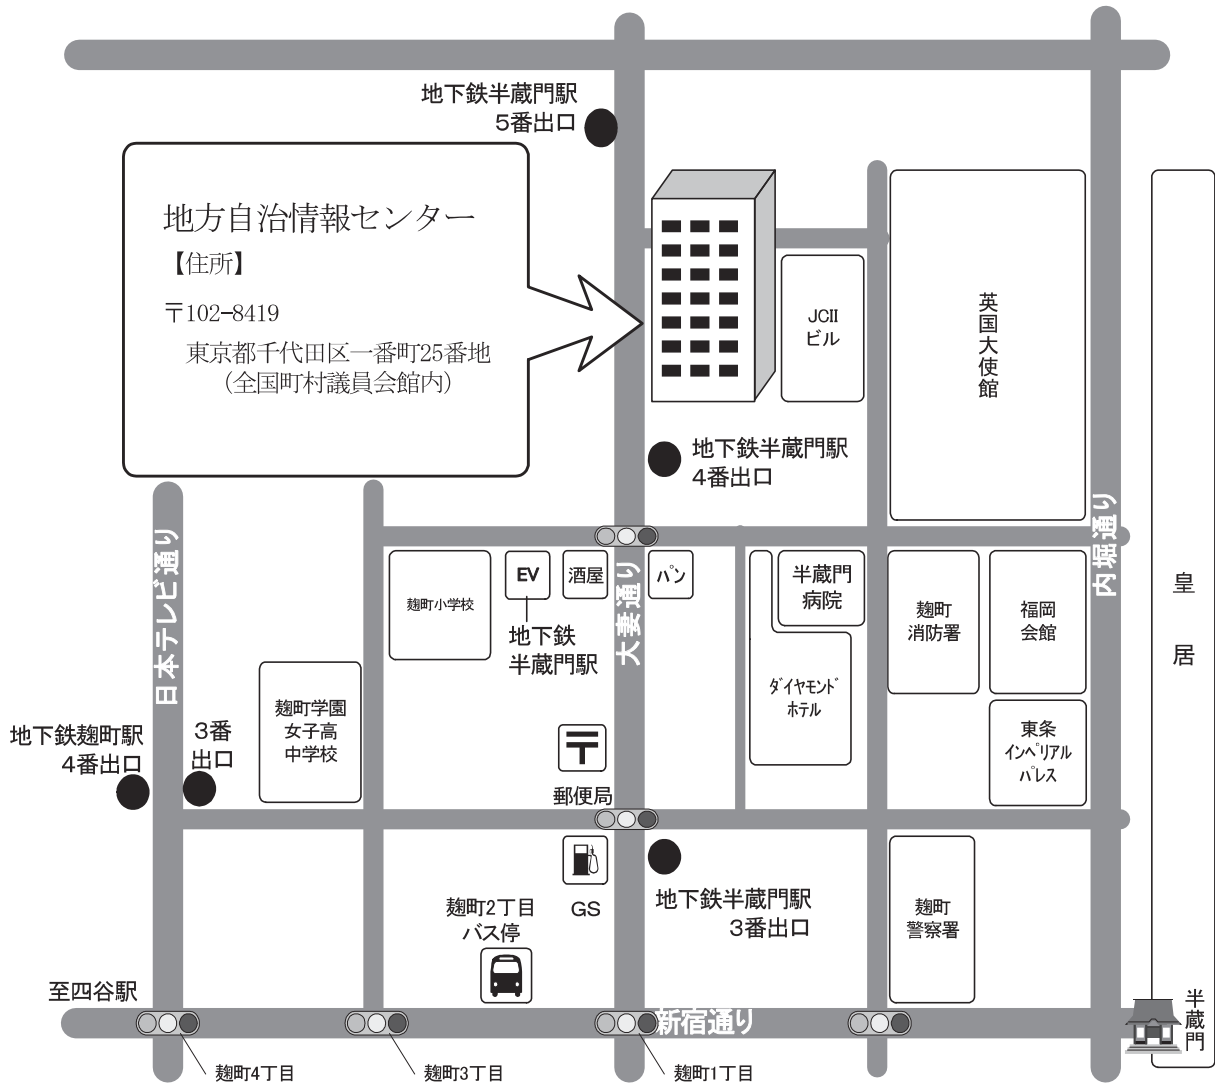 地下鉄半蔵門駅
5番出口
地方自治情報センター
【住所】
〒102-8419
東京都千代田区一番町25番地
（全国町村議員会館内）
JCII
ビル
英国大使館
地下鉄半蔵門駅
4番出口
日本テレビ通り
大妻通り
内堀通り
皇居
麹町小学校
EV
酒屋
パン
地下鉄
半蔵門駅
半蔵門
病院
麹町
消防署
福岡
会館
麹町学園
女子高
中学校
ダイヤモンド
ホテル
東条
インペリアル
パレス
地下鉄麹町駅
4番出口
3番
出口
〒
郵便局
GS
地下鉄半蔵門駅
3番出口
麹町2丁目
バス停
麹町
警察署
至四谷駅
新宿通り
半蔵門
麹町4丁目
麹町3丁目
麹町1丁目